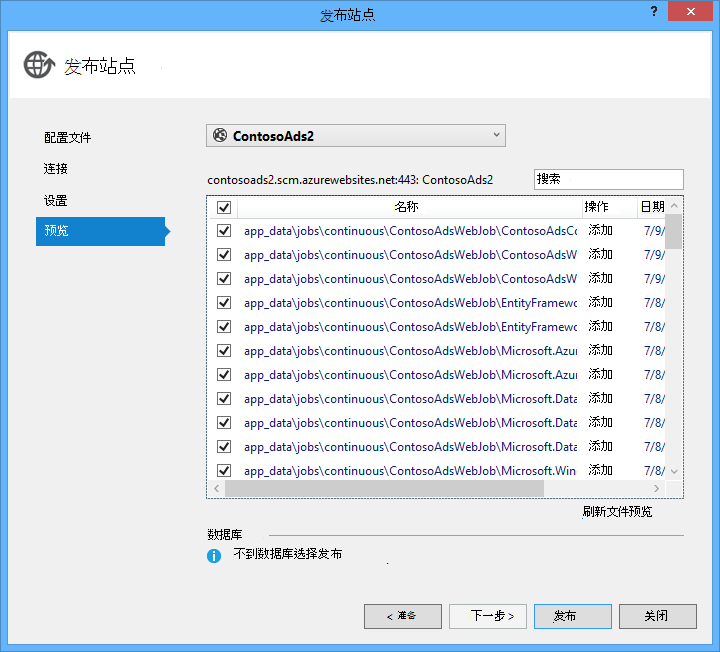 发布站点
?
发布站点
配置文件
连接
设置
预览
ContosoAds2
contosoads2.scm.azurewebsites.net:443: ContosoAds2
搜索
名称 操作 日期
app_data\jobs\continuous\ContosoAdsWebJob\ContosoAdsCo 添加 7/9/
app_data\jobs\continuous\ContosoAdsWebJob\ContosoAdsW 添加 7/9/
app_data\jobs\continuous\ContosoAdsWebJob\ContosoAdsW 添加 7/9/
app_data\jobs\continuous\ContosoAdsWebJob\EntityFramewo 添加 7/8/
app_data\jobs\continuous\ContosoAdsWebJob\EntityFramewo 添加 7/8/
app_data\jobs\continuous\ContosoAdsWebJob\Microsoft.Azur 添加 7/8/
app_data\jobs\continuous\ContosoAdsWebJob\Microsoft.Azur 添加 7/8/
app_data\jobs\continuous\ContosoAdsWebJob\Microsoft.Data 添加 7/8/
app_data\jobs\continuous\ContosoAdsWebJob\Microsoft.Data 添加 7/8/
app_data\jobs\continuous\ContosoAdsWebJob\Microsoft.Data 添加 7/8/
app_data\jobs\continuous\ContosoAdsWebJob\Microsoft.Win 添加 7/8/
刷新文件预览
数据库
不到数据库选择发布
< 准备 下一步 > 发布 关闭